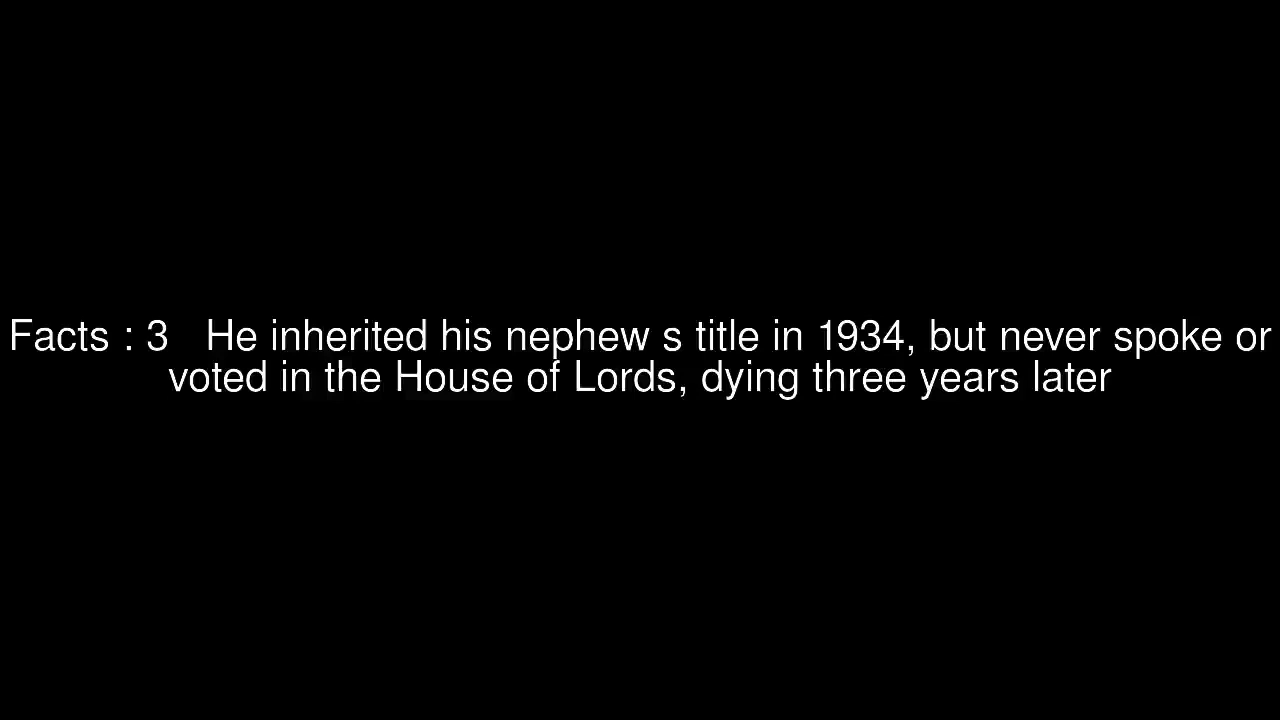 Facts : 3   He inherited his nephew s title in 1934, but never spoke or
voted in the House of Lords, dying three years later